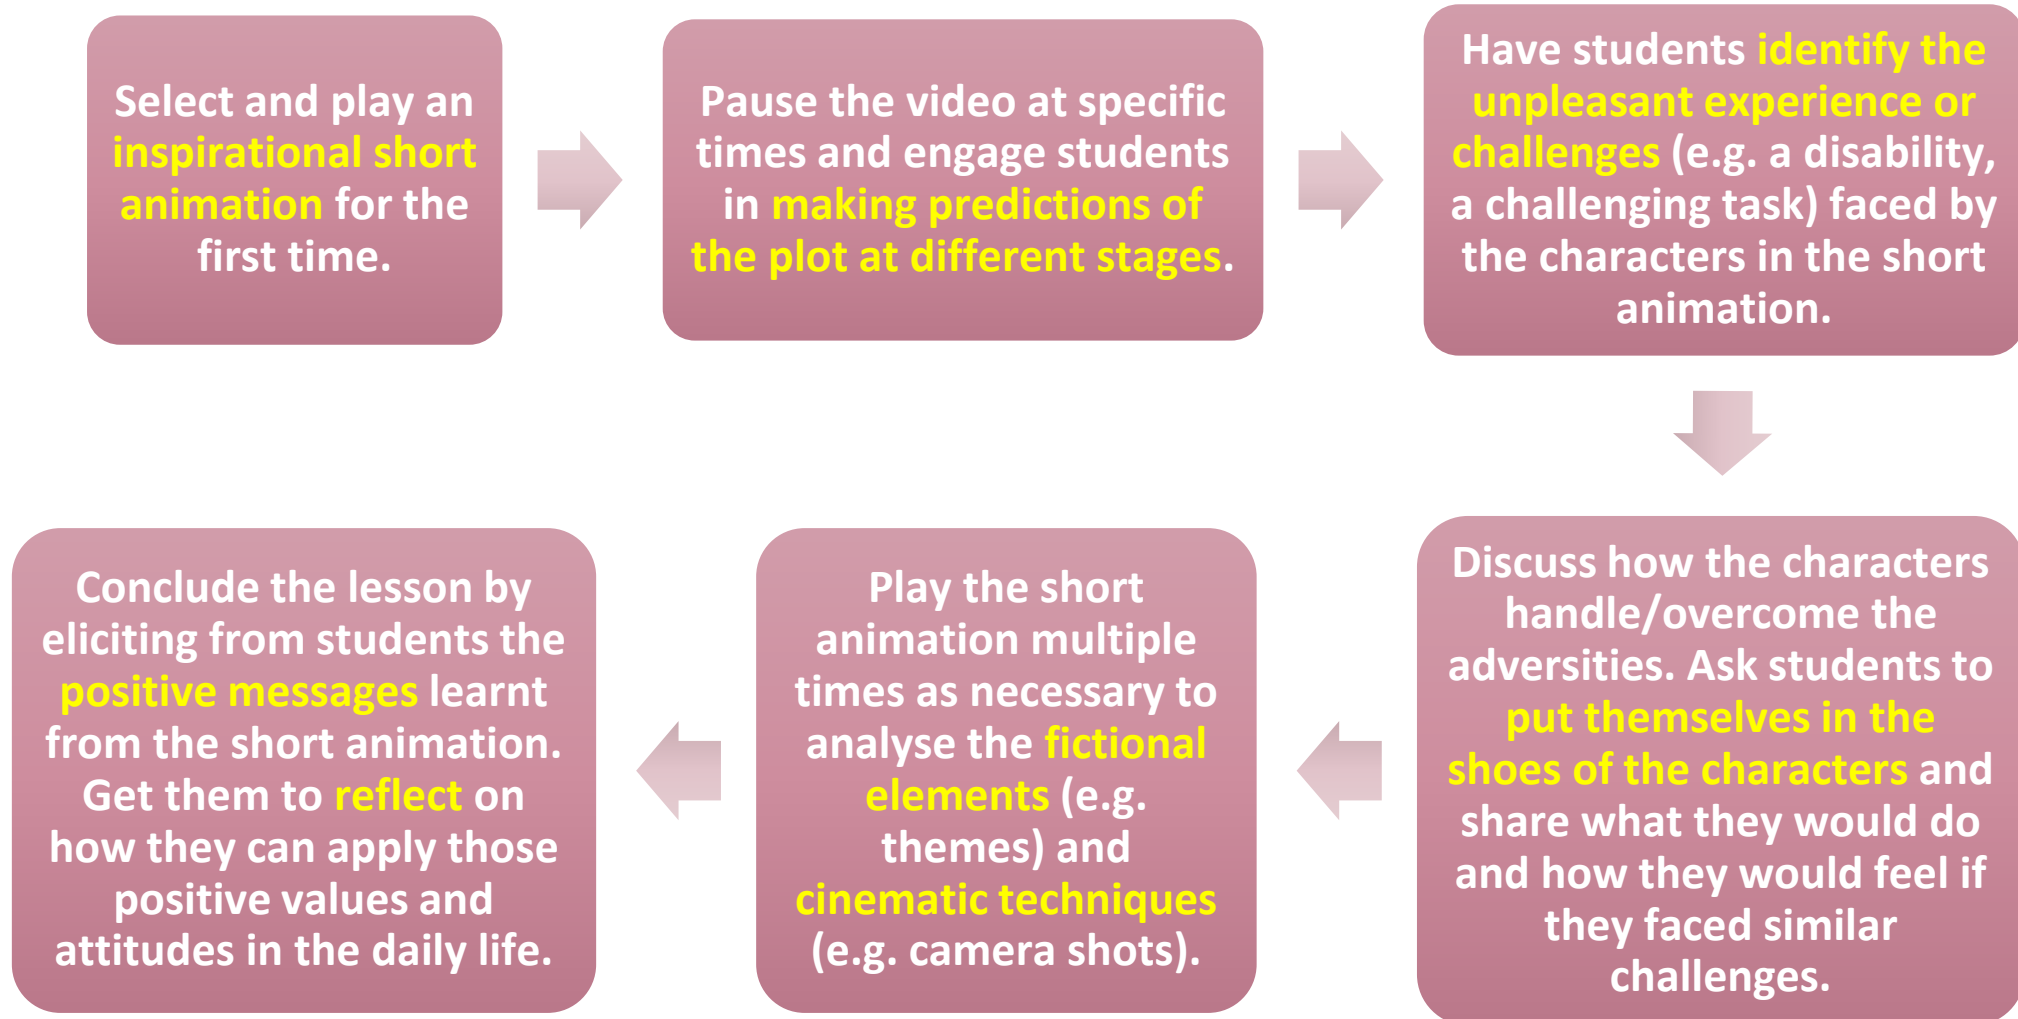 Select and play an
inspirational short
animation for the
first time.
Pause the video at specific
times and engage students
in making predictions of
the plot at different stages.
Have students identify the
unpleasant experience or
challenges (e.g. a disability,
a challenging task) faced by
the characters in the short
animation.
Discuss how the characters
handle/overcome the
adversities. Ask students to
put themselves in the
shoes of the characters and
share what they would do
and how they would feel if
they faced similar
challenges.
Play the short
animation multiple
times as necessary to
analyse the fictional
elements (e.g.
themes) and
cinematic techniques
(e.g. camera shots).
Conclude the lesson by
eliciting from students the
positive messages learnt
from the short animation.
Get them to reflect on
how they can apply those
positive values and
attitudes in the daily life.